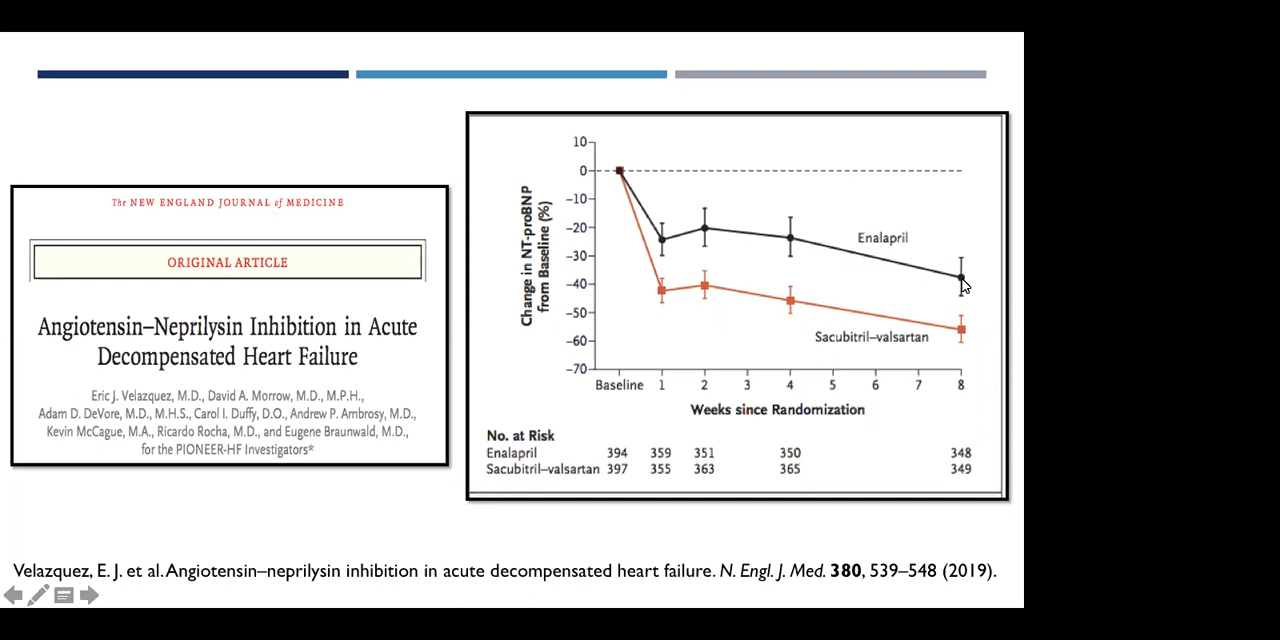 The NEW ENGLAND JOURNAL of MEDICINE
ORIGINAL ARTICLE
Angiotensin–Neprilysin Inhibition in Acute
Decompensated Heart Failure
Eric J. Velazquez, M.D., David A. Morrow, M.D., M.P.H.,
Adam D. DeVore, M.D., M.H.S., Carol I. Duffy, D.O., Andrew P. Ambrosy, M.D.,
Kevin McCague, M.A., Ricardo Rocha, M.D., and Eugene Braunwald, M.D.,
for the PIONEER-HF Investigators*
Change in NT-proBNP
from Baseline (%)
10
0
−10
−20
−30
−40
−50
−60
−70
Enalapril
Sacubitril–valsartan
Baseline 1 2 3 4 5 6 7 8
Weeks since Randomization
No. at Risk
Enalapril 394 359 351 350 348
Sacubitril–valsartan 397 355 363 365 349
Velazquez, E. J. et al. Angiotensin–neprilysin inhibition in acute decompensated heart failure. N. Engl. J. Med. 380, 539–548 (2019).